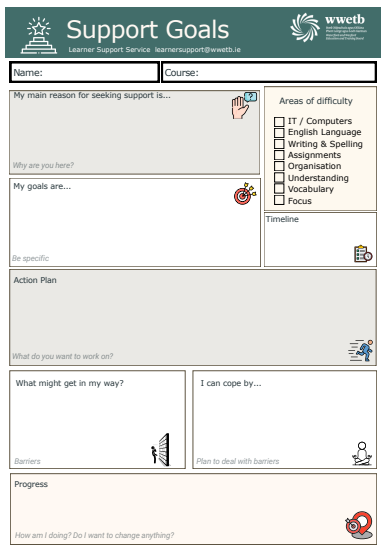 Support Goals
Learner Support Service learnersupport@wwetb.ie
wwetb
Name:
Course:
My main reason for seeking support is...
Why are you here?
Areas of difficulty
IT / Computers
English Language
Writing & Spelling
Assignments
Organisation
Understanding
Vocabulary
Focus
My goals are...
Be specific
Timeline
Action Plan
What do you want to work on?
What might get in my way?
Barriers
I can cope by...
Plan to deal with barriers
Progress
How am I doing? Do I want to change anything?